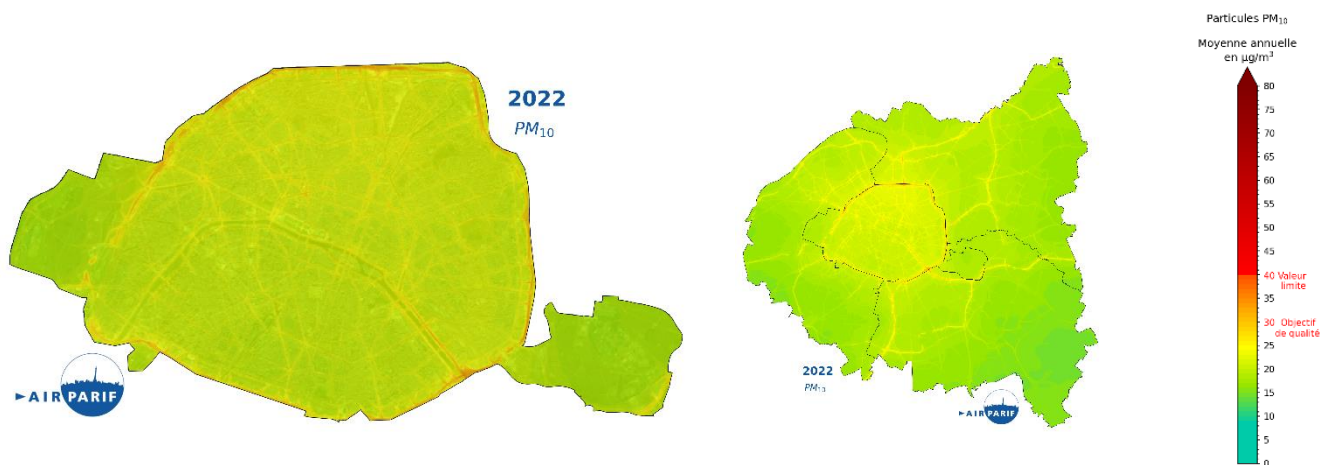 2022
PM₁₀
AIRPARIF
2022
PM₁₀
AIRPARIF
Particules PM₁₀
Moyenne annuelle
en µg/m³
80
75
70
65
60
55
50
45
40 Valeur
limite
35
30 Objectif
de qualité
25
20
15
10
5
0